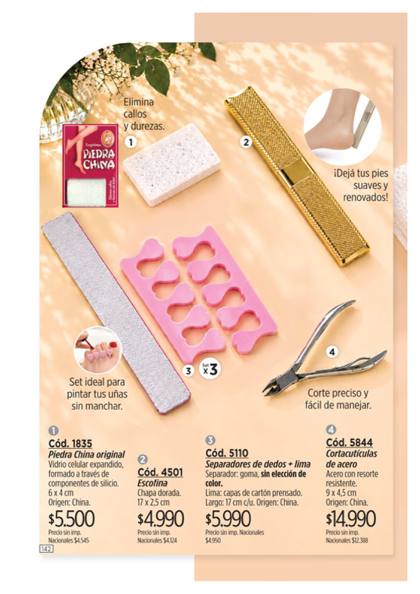 Elimina
callos
y durezas.
1
Esponjosa
PIEDRA
CHINA
2
¡Dejá tus pies
suaves y
renovados!
Set ideal para
pintar tus uñas
sin manchar.
3
Set
x3
4
Corte preciso y
fácil de manejar.
1
Cód. 1835
Piedra China original
Vidrio celular expandido,
formado a través de
componentes de silicio.
6 x 4 cm
Origen: China.
$5.500
Precio sin imp.
Nacionales $4.545
2
Cód. 4501
Escofina
Chapa dorada.
17 x 2,5 cm
$4.990
Precio sin imp.
Nacionales $4.124
3
Cód. 5110
Separadores de dedos + lima
Separador: goma, sin elección de
color.
Lima: capas de cartón prensado.
Largo: 17 cm c/u. Origen: China.
$5.990
Precio sin imp. Nacionales
$4.950
4
Cód. 5844
Cortacutículas
de acero
Acero con resorte
resistente.
9 x 4,5 cm
Origen: China.
$14.990
Precio sin imp.
Nacionales $12.388
142